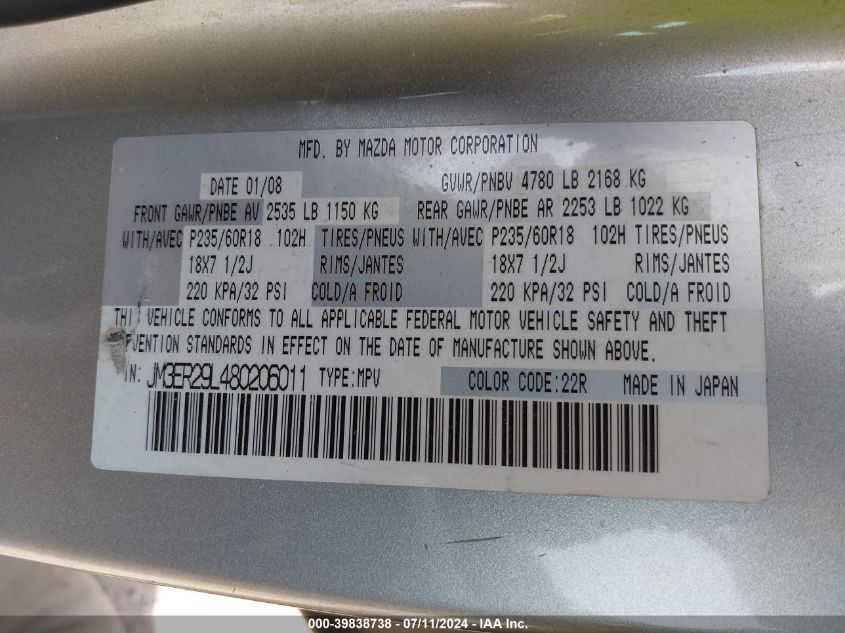 MFD. BY MAZDA MOTOR CORPORATION
DATE 01/08 GVWR/PNBV 4780 LB 2168 KG
FRONT GAWR/PNBE AV 2535 LB 1150 KG REAR GAWR/PNBE AR 2253 LB 1022 KG
WITH/AVEC P235/60R18 102H TIRES/PNEUS WITH/AVEC P235/60R18 102H TIRES/PNEUS
18X7 1/2J RIMS/JANTES 18X7 1/2J RIMS/JANTES
220 KPA/32 PSI COLD/A FROID 220 KPA/32 PSI COLD/A FROID
THI VEHICLE CONFORMS TO ALL APPLICABLE FEDERAL MOTOR VEHICLE SAFETY AND THEFT
EVENTION STANDARDS IN EFFECT ON THE DATE OF MANUFACTURE SHOWN ABOVE.
IN: JM3ER29L480206011 TYPE:MPV COLOR CODE:22R MADE IN JAPAN
000-39838738 - 07/11/2024 - IAA Inc.